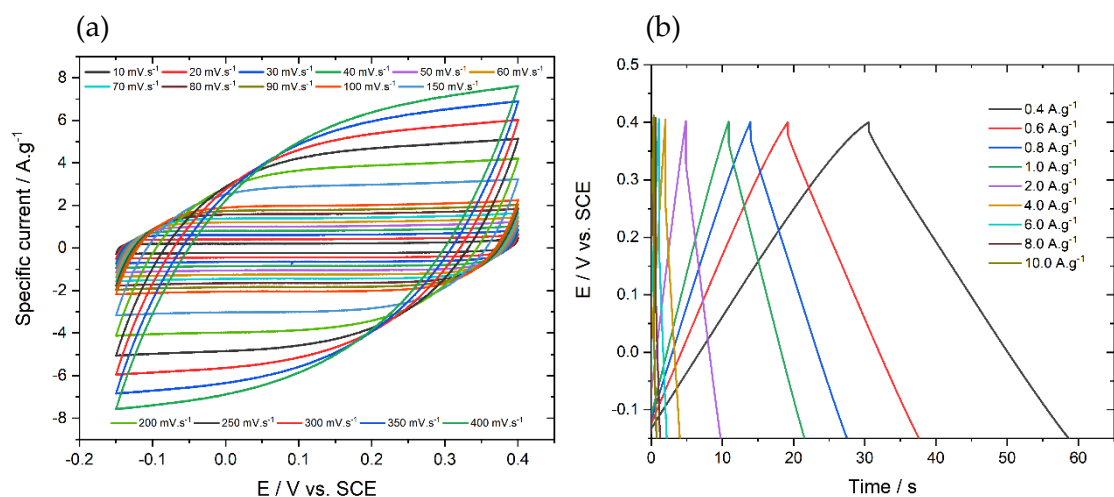 (a)
10 mV.s-1 20 mV.s-1 30 mV.s-1 40 mV.s-1 50 mV.s-1 60 mV.s-1
70 mV.s-1 80 mV.s-1 90 mV.s-1 100 mV.s-1 150 mV.s-1
8
6
4
2
0
-2
-4
-6
-8
Specific current / A.g-1
200 mV.s-1 250 mV.s-1 300 mV.s-1 350 mV.s-1 400 mV.s-1
-0.2 -0.1 0.0 0.1 0.2 0.3 0.4
E / V vs. SCE
(b)
0.5
0.4
0.3
0.2
0.1
0.0
-0.1
E / V vs. SCE
0.4 A.g-1
0.6 A.g-1
0.8 A.g-1
1.0 A.g-1
2.0 A.g-1
4.0 A.g-1
6.0 A.g-1
8.0 A.g-1
10.0 A.g-1
0 10 20 30 40 50 60
Time / s